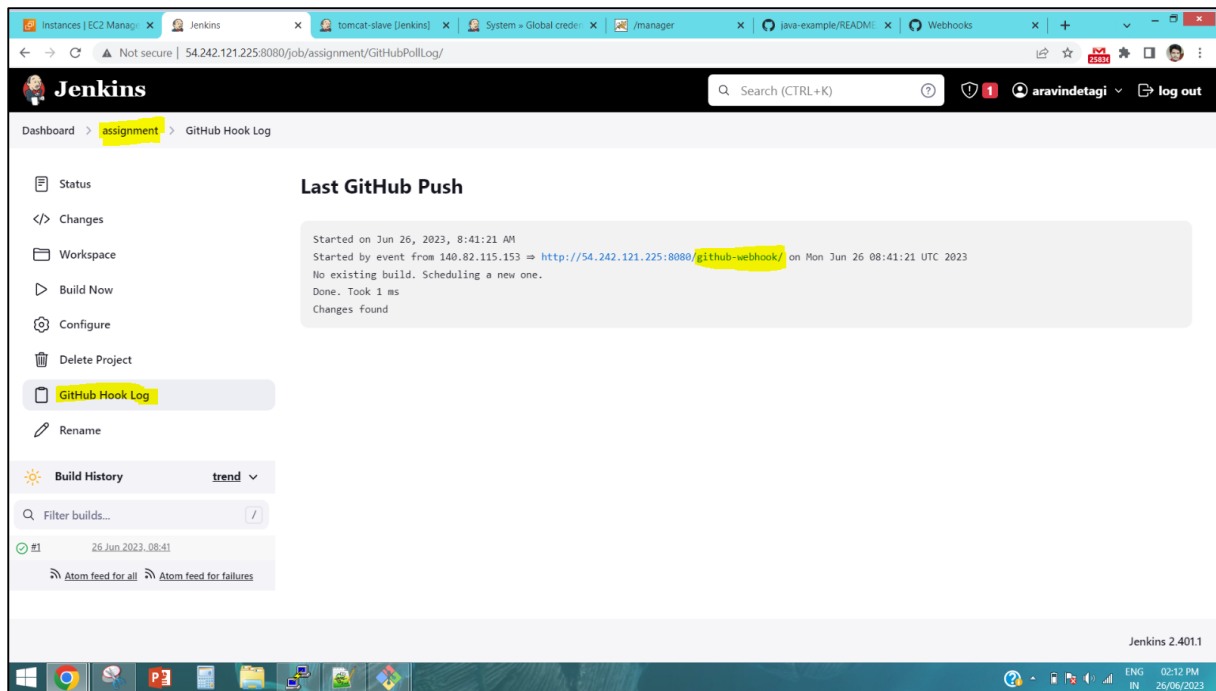 Instances | EC2 Manage
Jenkins
tomcat-slave [Jenkins]
System » Global creden
/manager
java-example/README
Webhooks
Not secure | 54.242.121.225:8080/job/assignment/GitHubPollLog/
Jenkins
Search (CTRL+K)
1
aravindetagi
log out
Dashboard > assignment > GitHub Hook Log
Status
Changes
Workspace
Build Now
Configure
Delete Project
GitHub Hook Log
Rename
Build History
trend
Filter builds...
/
#1
26 Jun 2023, 08:41
Atom feed for all
Atom feed for failures
Last GitHub Push
Started on Jun 26, 2023, 8:41:21 AM
Started by event from 140.82.115.153 ⇒ http://54.242.121.225:8080/github-webhook/ on Mon Jun 26 08:41:21 UTC 2023
No existing build. Scheduling a new one.
Done. Took 1 ms
Changes found
Jenkins 2.401.1
ENG
IN
02:12 PM
26/06/2023